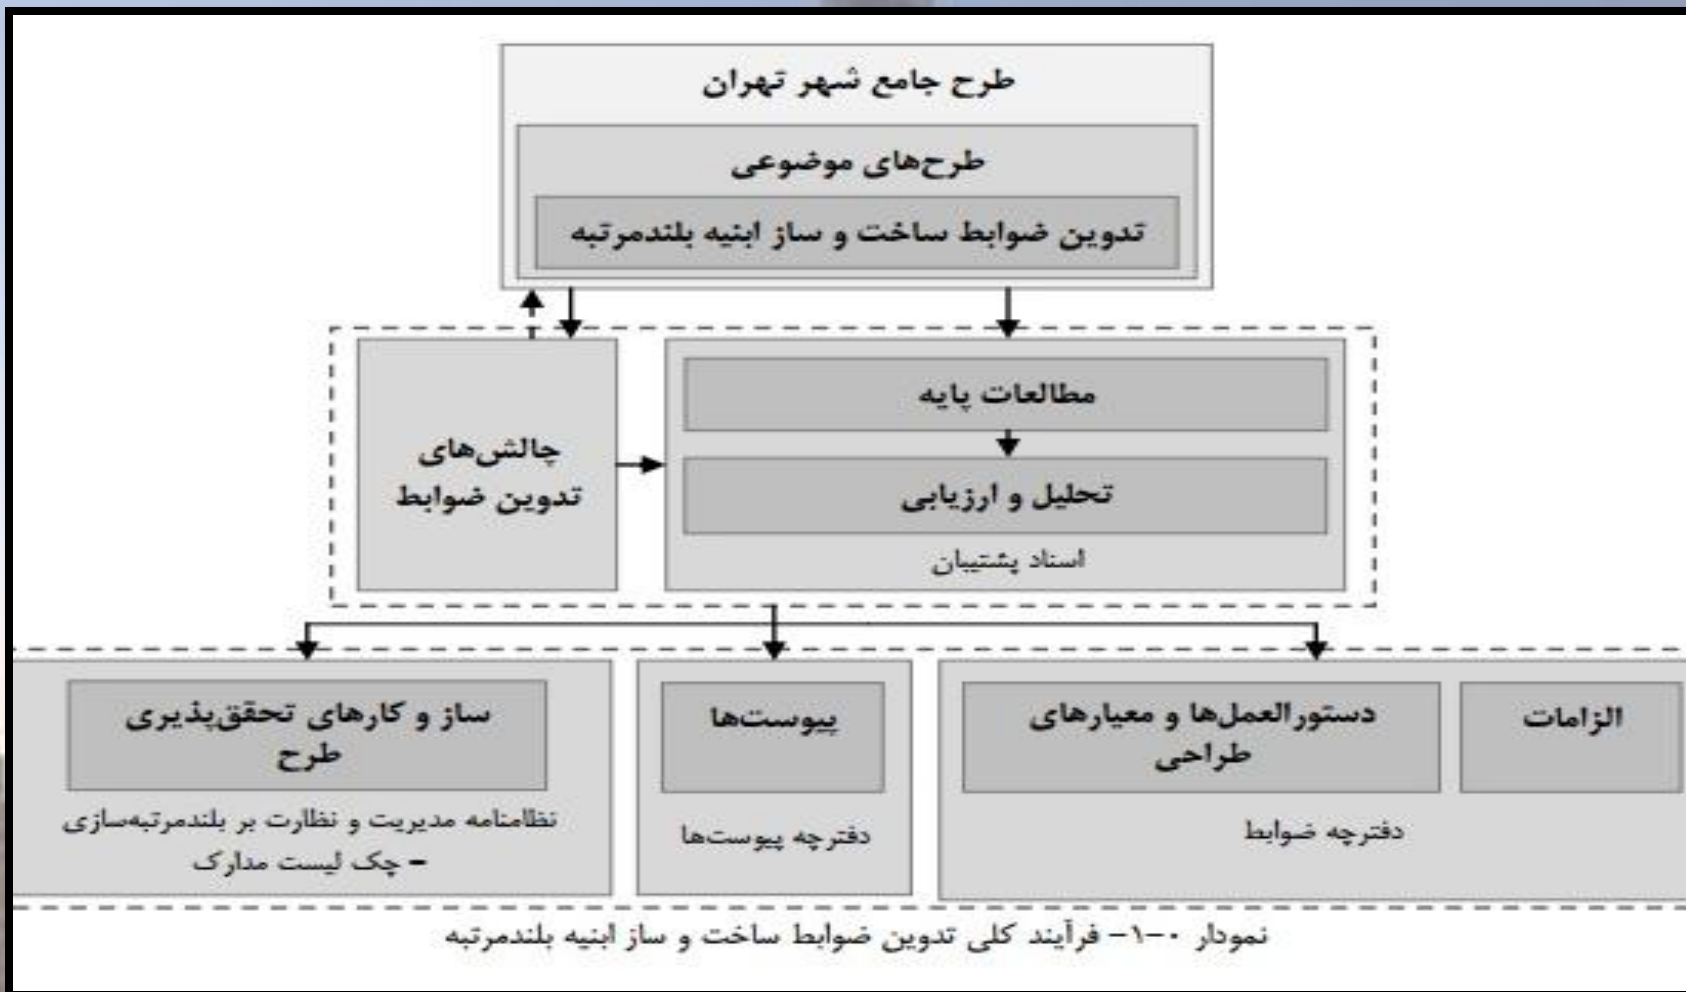 طرح جامع شهر تهران
طرح‌های موضوعی
تدوین ضوابط ساخت و ساز ابنیه بلندمرتبه
مطالعات پایه
تحلیل و ارزیابی
اسناد پشتیبان
چالش‌های
تدوین ضوابط
الزامات
دستورالعمل‌ها و معیارهای
طراحی
دفترچه ضوابط
پیوست‌ها
دفترچه پیوست‌ها
ساز و کارهای تحقق‌پذیری
طرح
نظامنامه مدیریت و نظارت بر بلندمرتبه‌سازی
– چک لیست مدارک
نمودار ۰-۱- فرآیند کلی تدوین ضوابط ساخت و ساز ابنیه بلندمرتبه